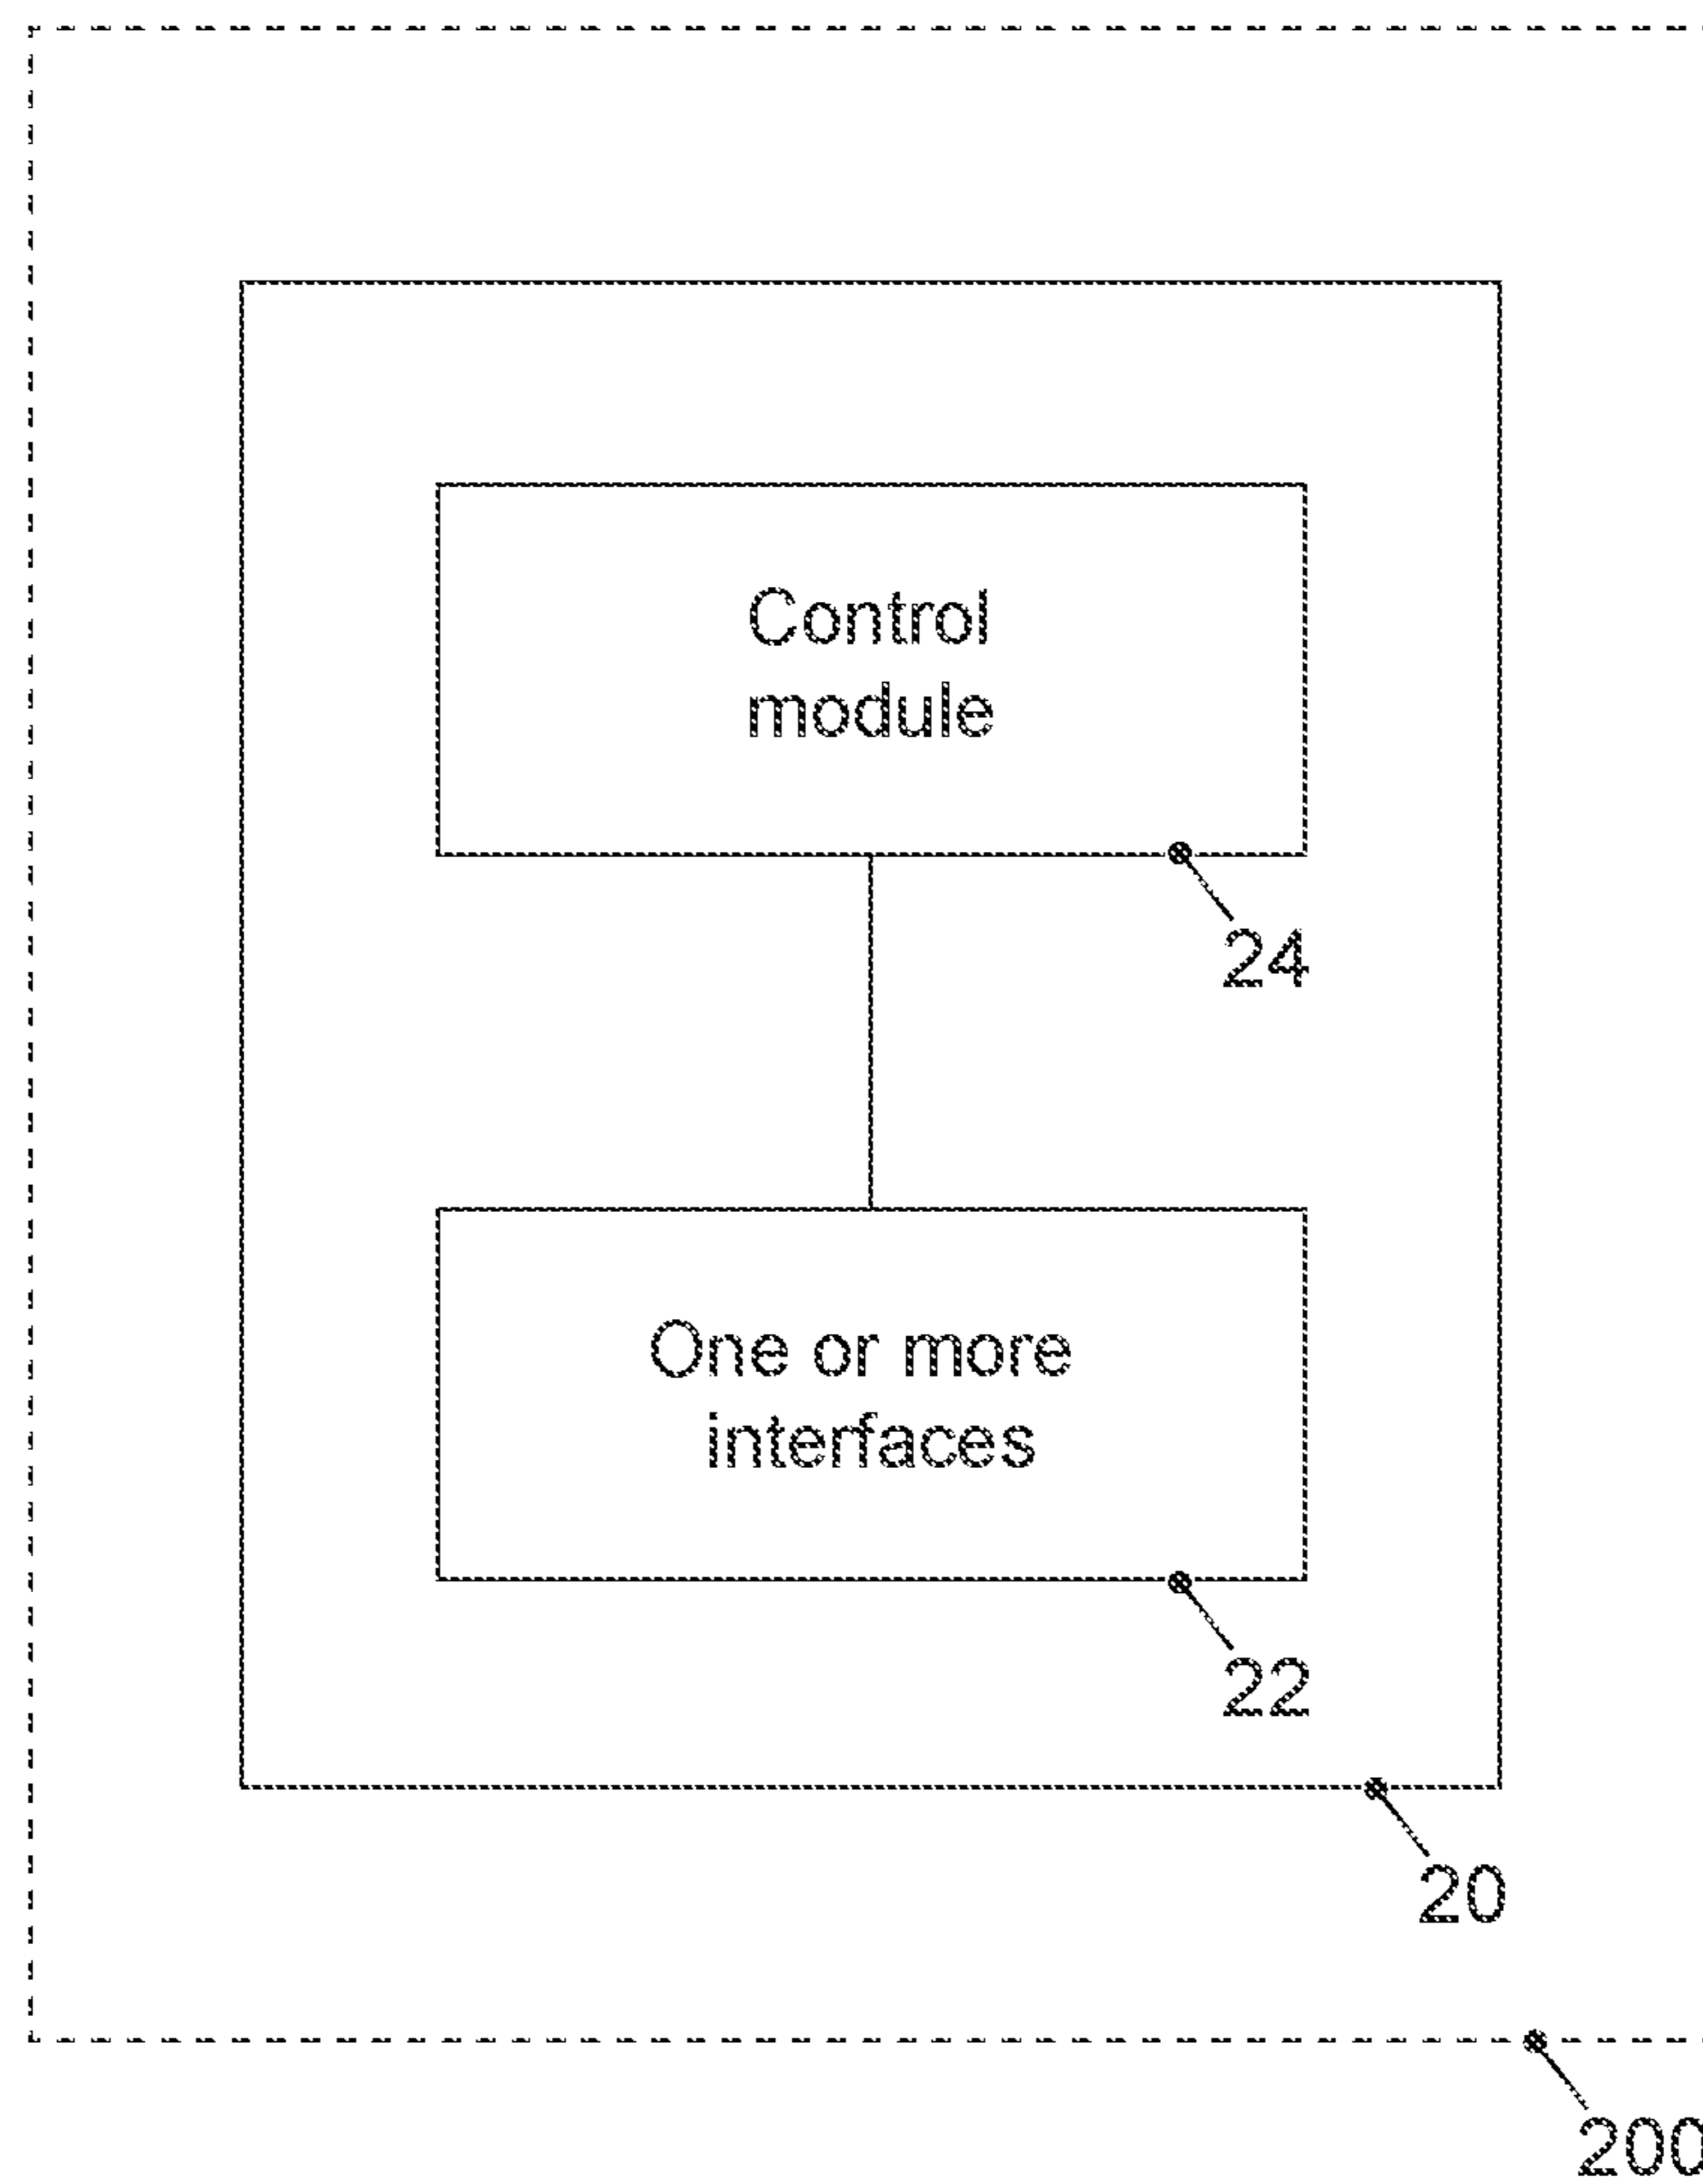 Control
module
24
One or more
interfaces
22
20
200